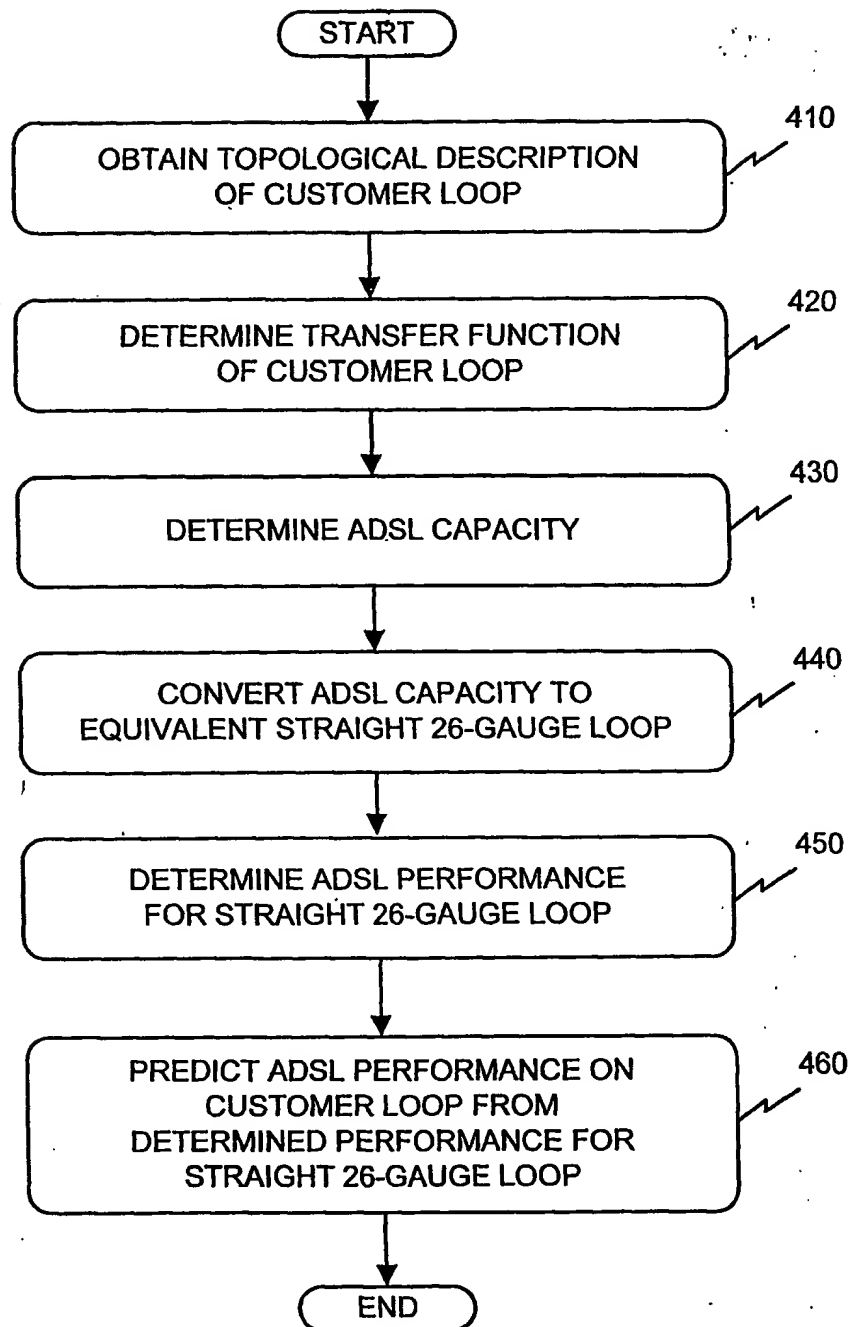 START
410
OBTAIN TOPOLOGICAL DESCRIPTION
OF CUSTOMER LOOP
420
DETERMINE TRANSFER FUNCTION
OF CUSTOMER LOOP
430
DETERMINE ADSL CAPACITY
440
CONVERT ADSL CAPACITY TO
EQUIVALENT STRAIGHT 26-GAUGE LOOP
450
DETERMINE ADSL PERFORMANCE
FOR STRAIGHT 26-GAUGE LOOP
460
PREDICT ADSL PERFORMANCE ON
CUSTOMER LOOP FROM
DETERMINED PERFORMANCE FOR
STRAIGHT 26-GAUGE LOOP
END